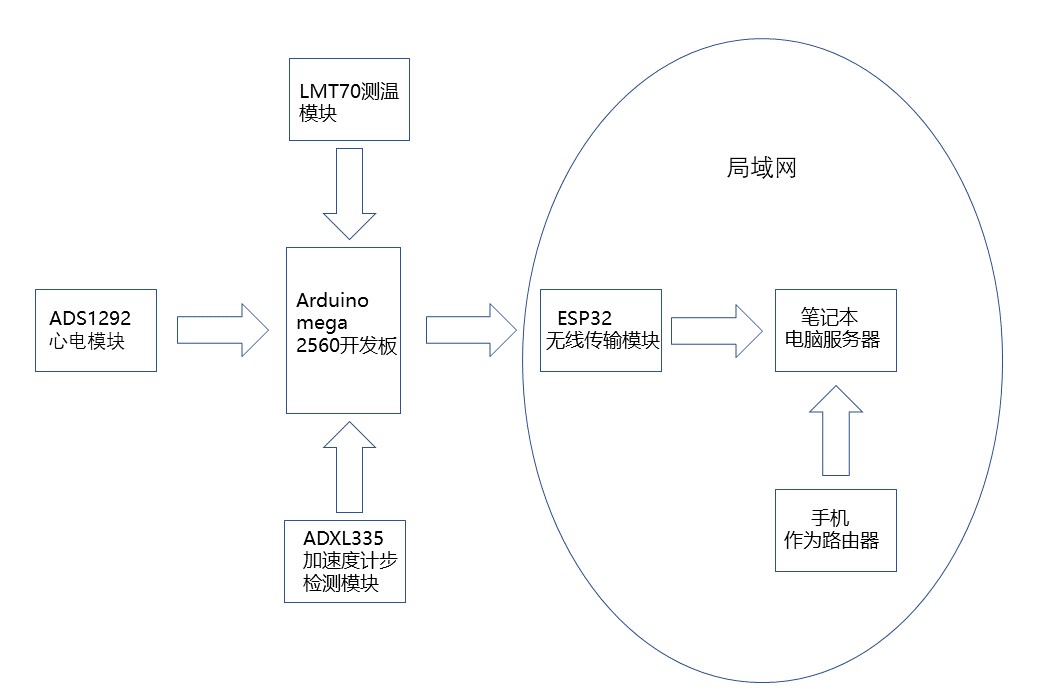 LMT70测温
模块
局域网
ADS1292
心电模块
Arduino
mega
2560开发板
ESP32
无线传输模块
笔记本
电脑服务器
ADXL335
加速度计步
检测模块
手机
作为路由器